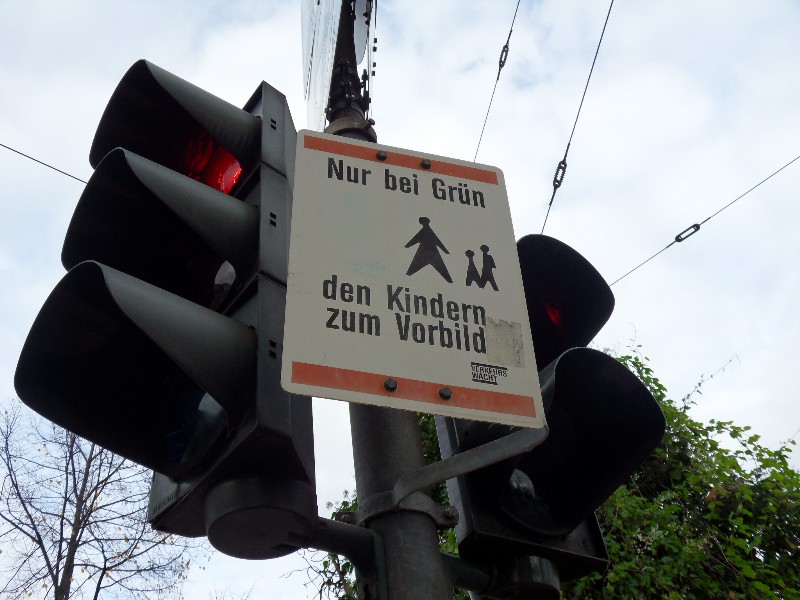 Nur bei Grün
den Kindern
zum Vorbild
VERKEHRS
WACHT